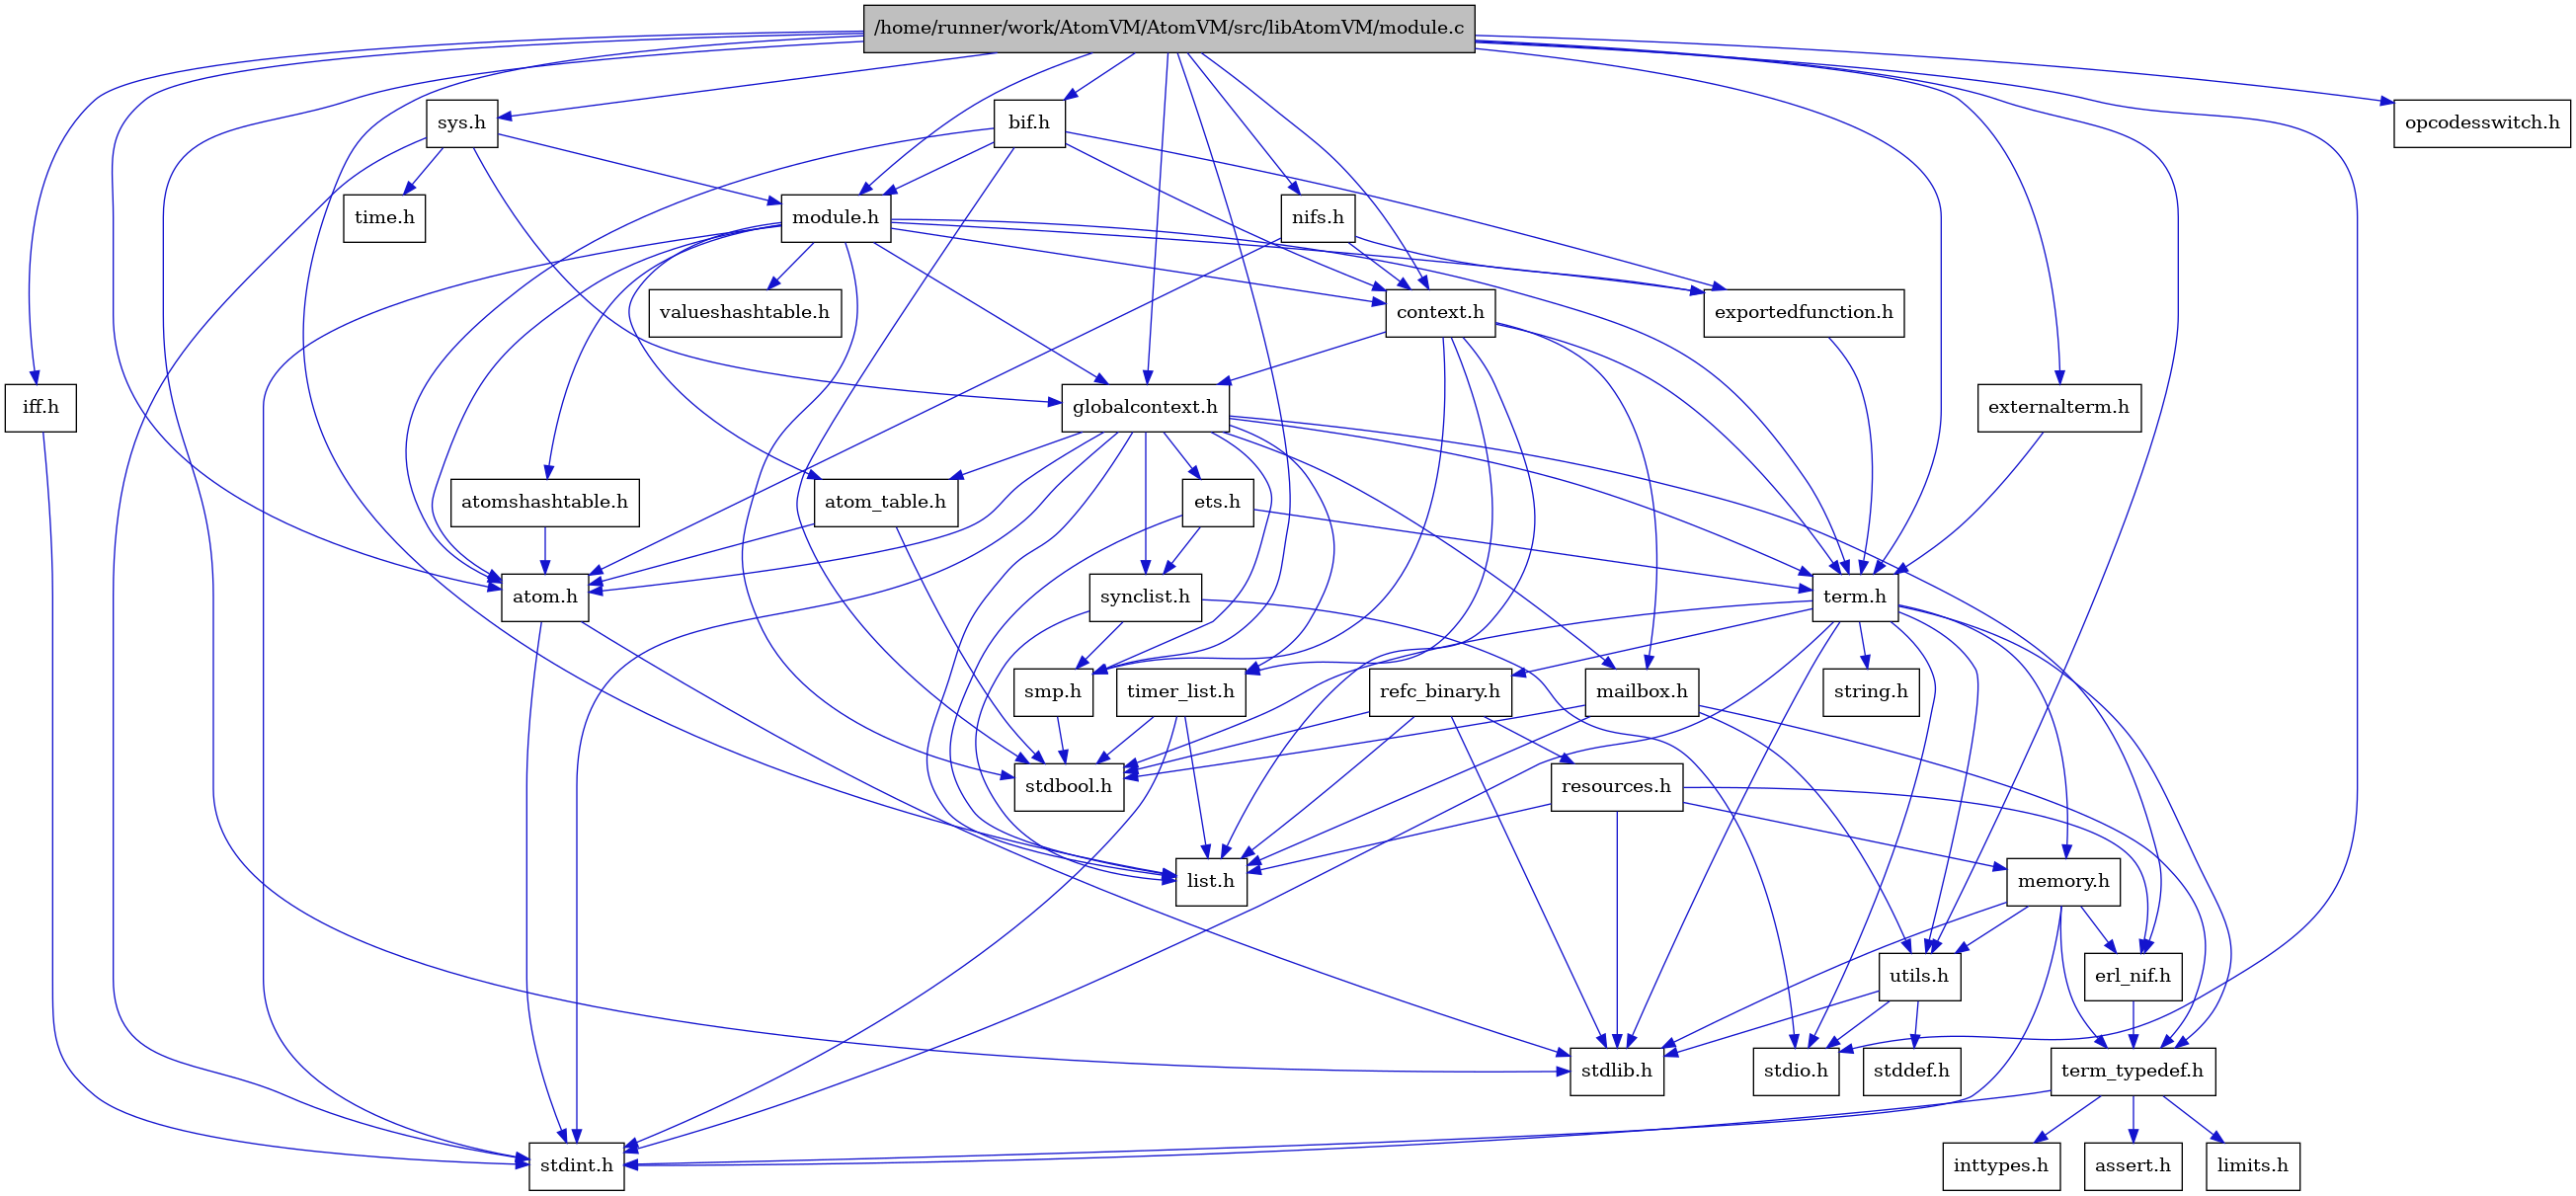 /home/runner/work/AtomVM/AtomVM/src/libAtomVM/module.c
sys.h
bif.h
opcodesswitch.h
time.h
module.h
nifs.h
valueshashtable.h
context.h
exportedfunction.h
iff.h
globalcontext.h
externalterm.h
atomshashtable.h
atom_table.h
ets.h
atom.h
synclist.h
term.h
smp.h
timer_list.h
refc_binary.h
mailbox.h
string.h
stdbool.h
resources.h
list.h
memory.h
utils.h
erl_nif.h
stdlib.h
stdio.h
stddef.h
term_typedef.h
stdint.h
inttypes.h
assert.h
limits.h